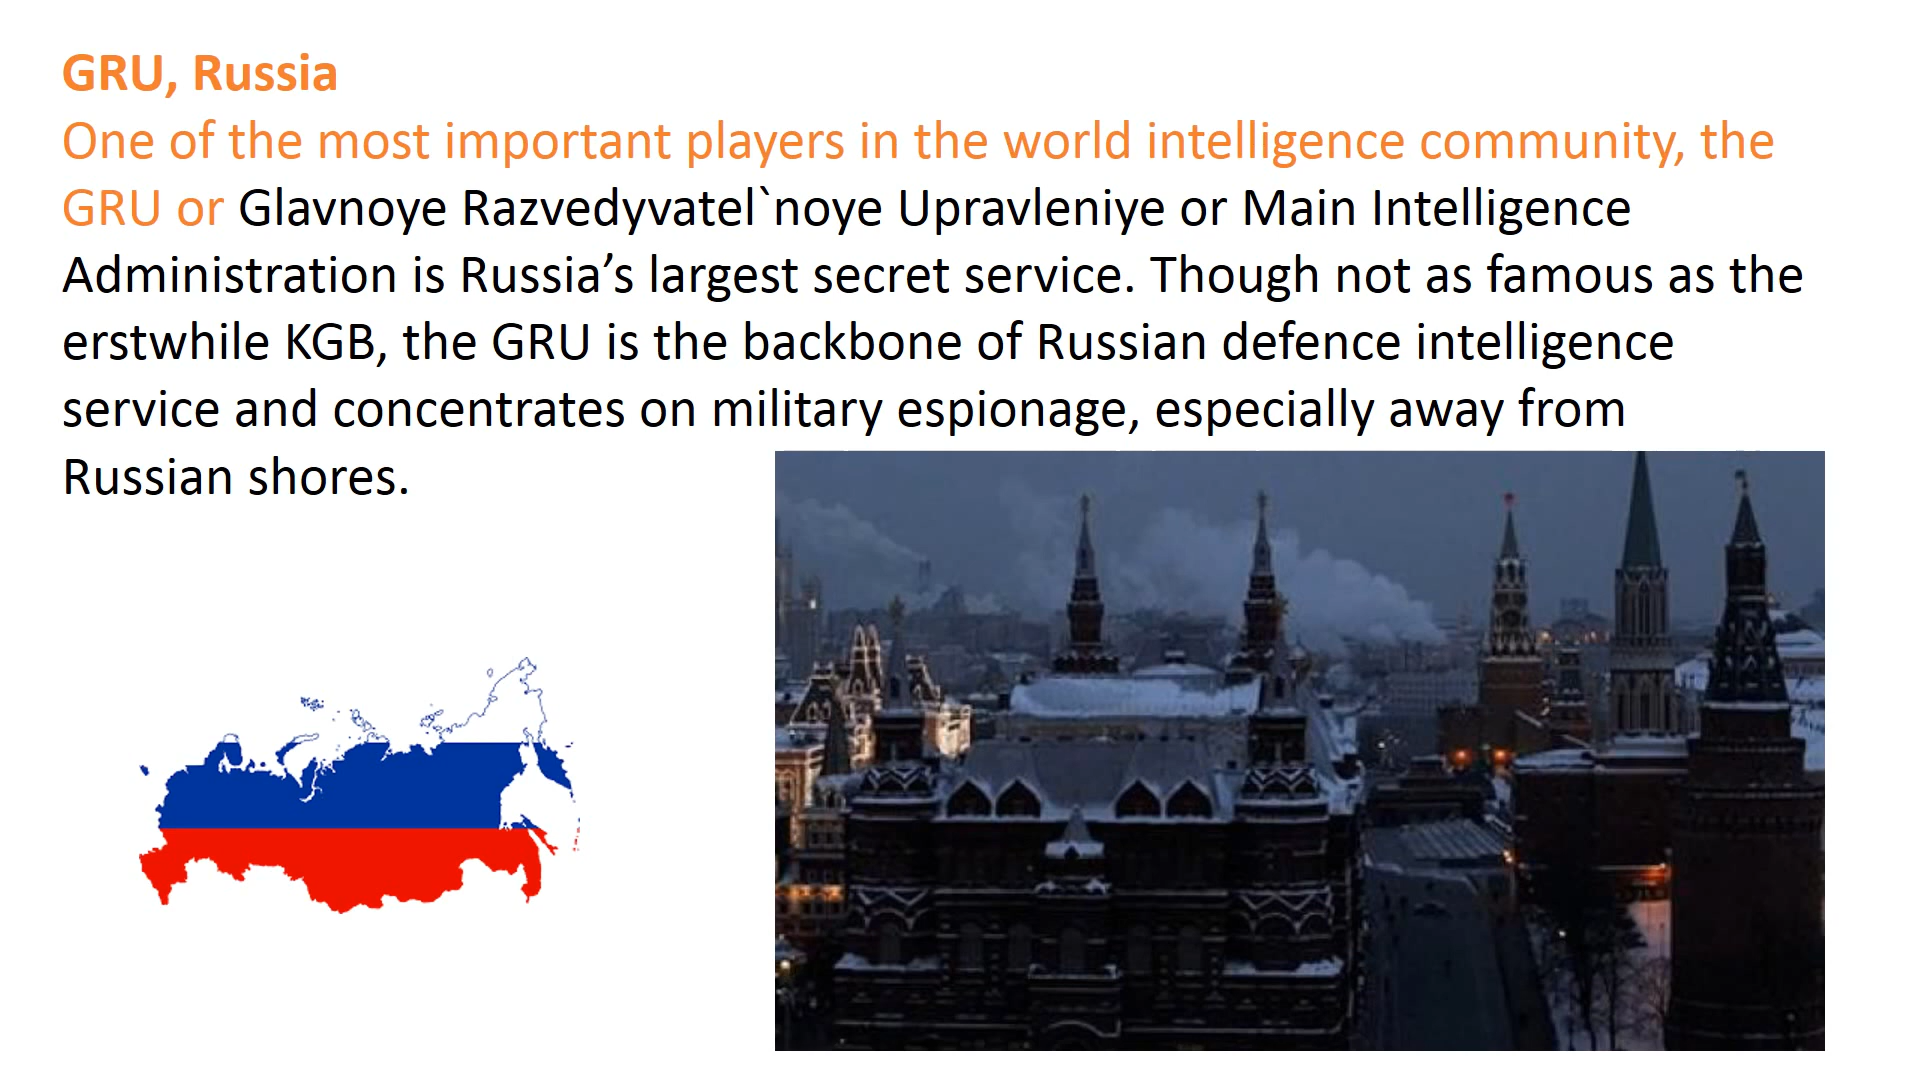 GRU, Russia
One of the most important players in the world intelligence community, the
GRU or Glavnoye Razvedyvatel`noye Upravleniye or Main Intelligence
Administration is Russia’s largest secret service. Though not as famous as the
erstwhile KGB, the GRU is the backbone of Russian defence intelligence
service and concentrates on military espionage, especially away from
Russian shores.